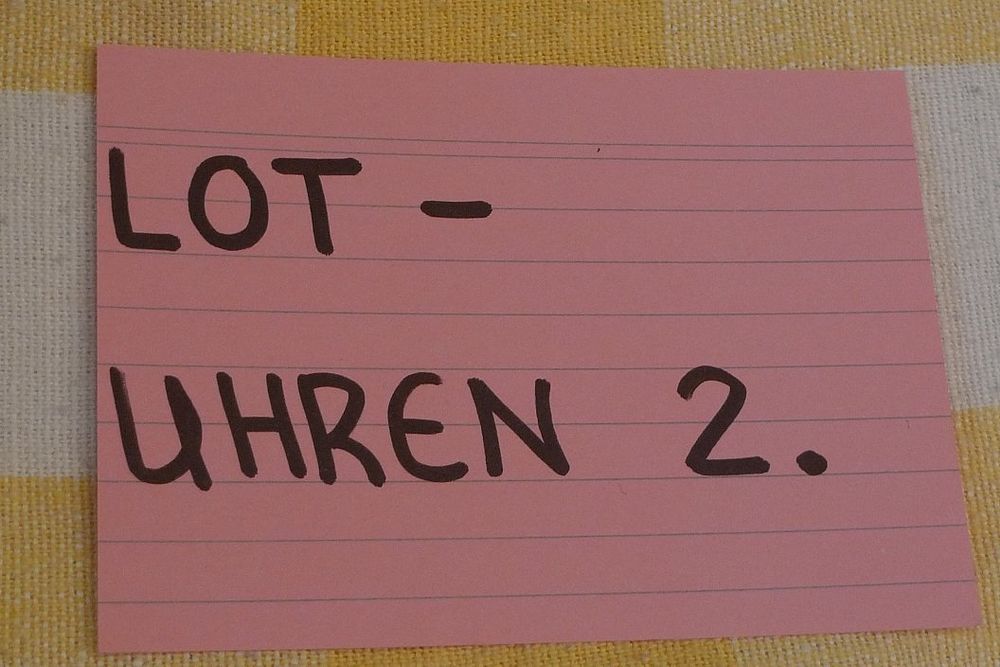 LOT -
UHREN 2.